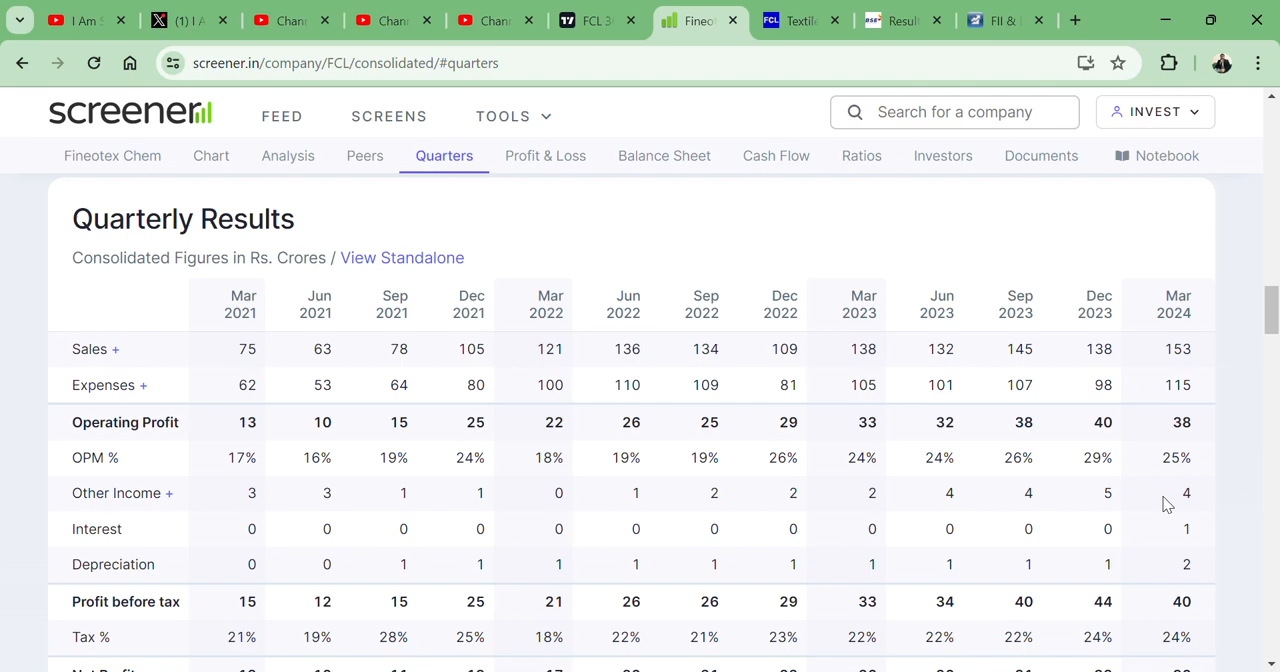 I Am
(1) I A
Chann
Chann
Chann
FCL 3
Fineot
FCL Textile
BSE Result
FII &
screener.in/company/FCL/consolidated/#quarters
screener
FEED SCREENS TOOLS
Search for a company
INVEST
Fineotex Chem Chart Analysis Peers Quarters Profit & Loss Balance Sheet Cash Flow Ratios Investors Documents Notebook
Quarterly Results
Consolidated Figures in Rs. Crores / View Standalone
Mar 2021 Jun 2021 Sep 2021 Dec 2021 Mar 2022 Jun 2022 Sep 2022 Dec 2022 Mar 2023 Jun 2023 Sep 2023 Dec 2023 Mar 2024
Sales + 75 63 78 105 121 136 134 109 138 132 145 138 153
Expenses + 62 53 64 80 100 110 109 81 105 101 107 98 115
Operating Profit 13 10 15 25 22 26 25 29 33 32 38 40 38
OPM % 17% 16% 19% 24% 18% 19% 19% 26% 24% 24% 26% 29% 25%
Other Income + 3 3 1 1 0 1 2 2 2 4 4 5 4
Interest 0 0 0 0 0 0 0 0 0 0 0 0 1
Depreciation 0 0 1 1 1 1 1 1 1 1 1 1 2
Profit before tax 15 12 15 25 21 26 26 29 33 34 40 44 40
Tax % 21% 19% 28% 25% 18% 22% 21% 23% 22% 22% 22% 24% 24%